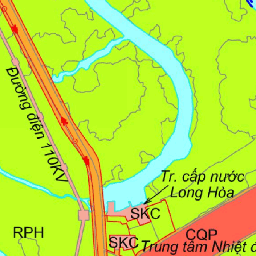 Đường điện 110KV
Tr. cấp nước
Long Hòa
SKC
RPH
SKC
CQP
Trung tâm Nhiệt đ